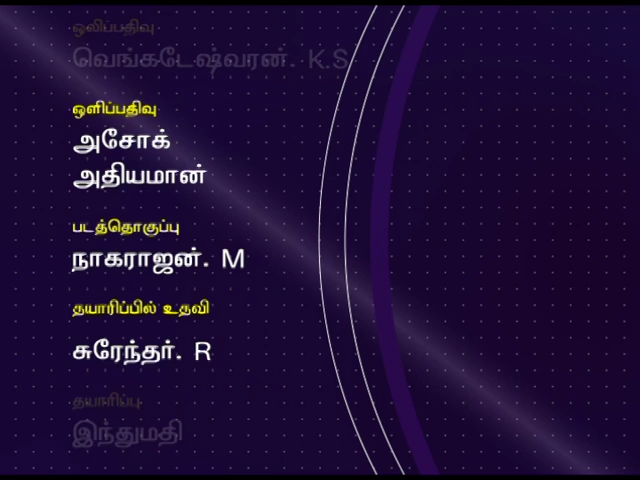 ஒலிப்பதிவு
வெங்கடேஷ்வரன். K.S
ஒளிப்பதிவு
அசோக்
அதியமான்
படத்தொகுப்பு
நாகராஜன். M
தயாரிப்பில் உதவி
சுரேந்தர். R
தயாரிப்பு
இந்துமதி